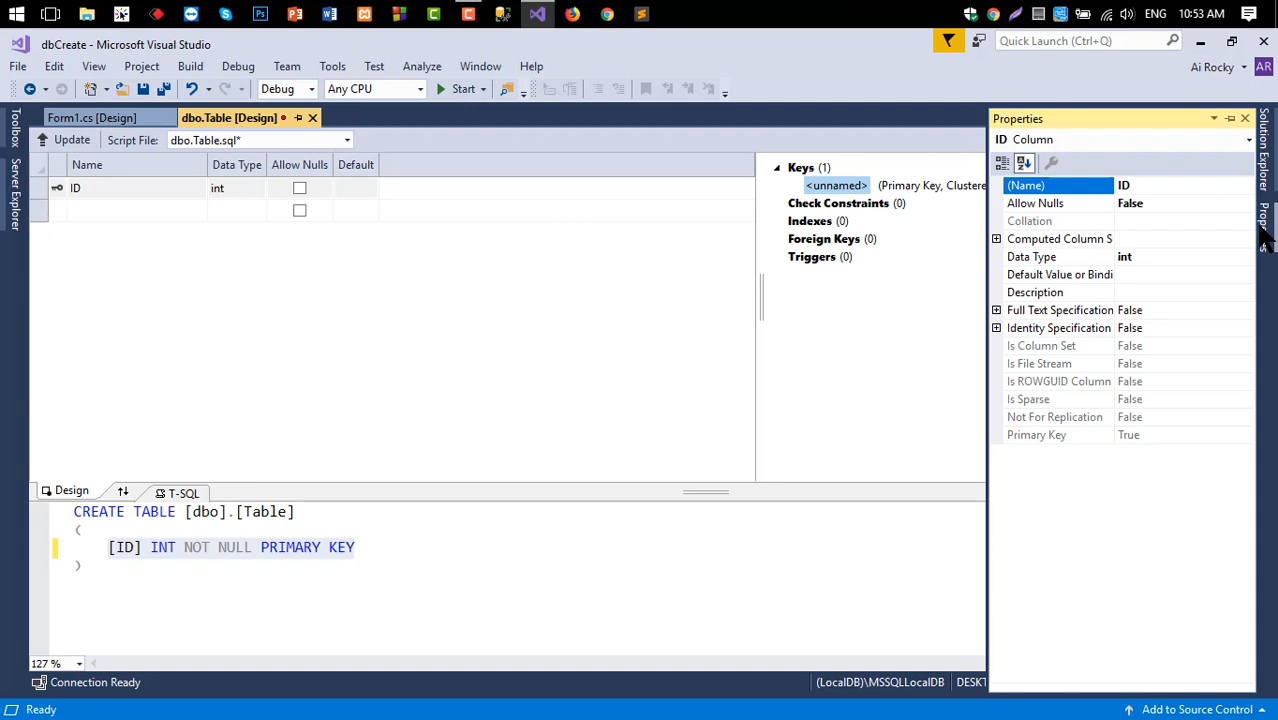 ENG 10:53 AM
dbCreate - Microsoft Visual Studio
Quick Launch (Ctrl+Q)
File Edit View Project Build Debug Team Tools Test Analyze Window Help
Ai Rocky AR
Debug Any CPU Start
Toolbox
Server Explorer
Form1.cs [Design] dbo.Table [Design]
Update Script File: dbo.Table.sql*
Name Data Type Allow Nulls Default
ID int
Keys (1)
<unnamed> (Primary Key, Clustere
Check Constraints (0)
Indexes (0)
Foreign Keys (0)
Triggers (0)
Properties
ID Column
(Name) ID
Allow Nulls False
Collation
Computed Column S
Data Type int
Default Value or Bindi
Description
Full Text Specification False
Identity Specification False
Is Column Set False
Is File Stream False
Is ROWGUID Column False
Is Sparse False
Not For Replication False
Primary Key True
Solution Explorer
Design T-SQL
CREATE TABLE [dbo].[Table]
(
[ID] INT NOT NULL PRIMARY KEY
)
127 %
Connection Ready (LocalDB)\MSSQLLocalDB DESKT
Ready Add to Source Control